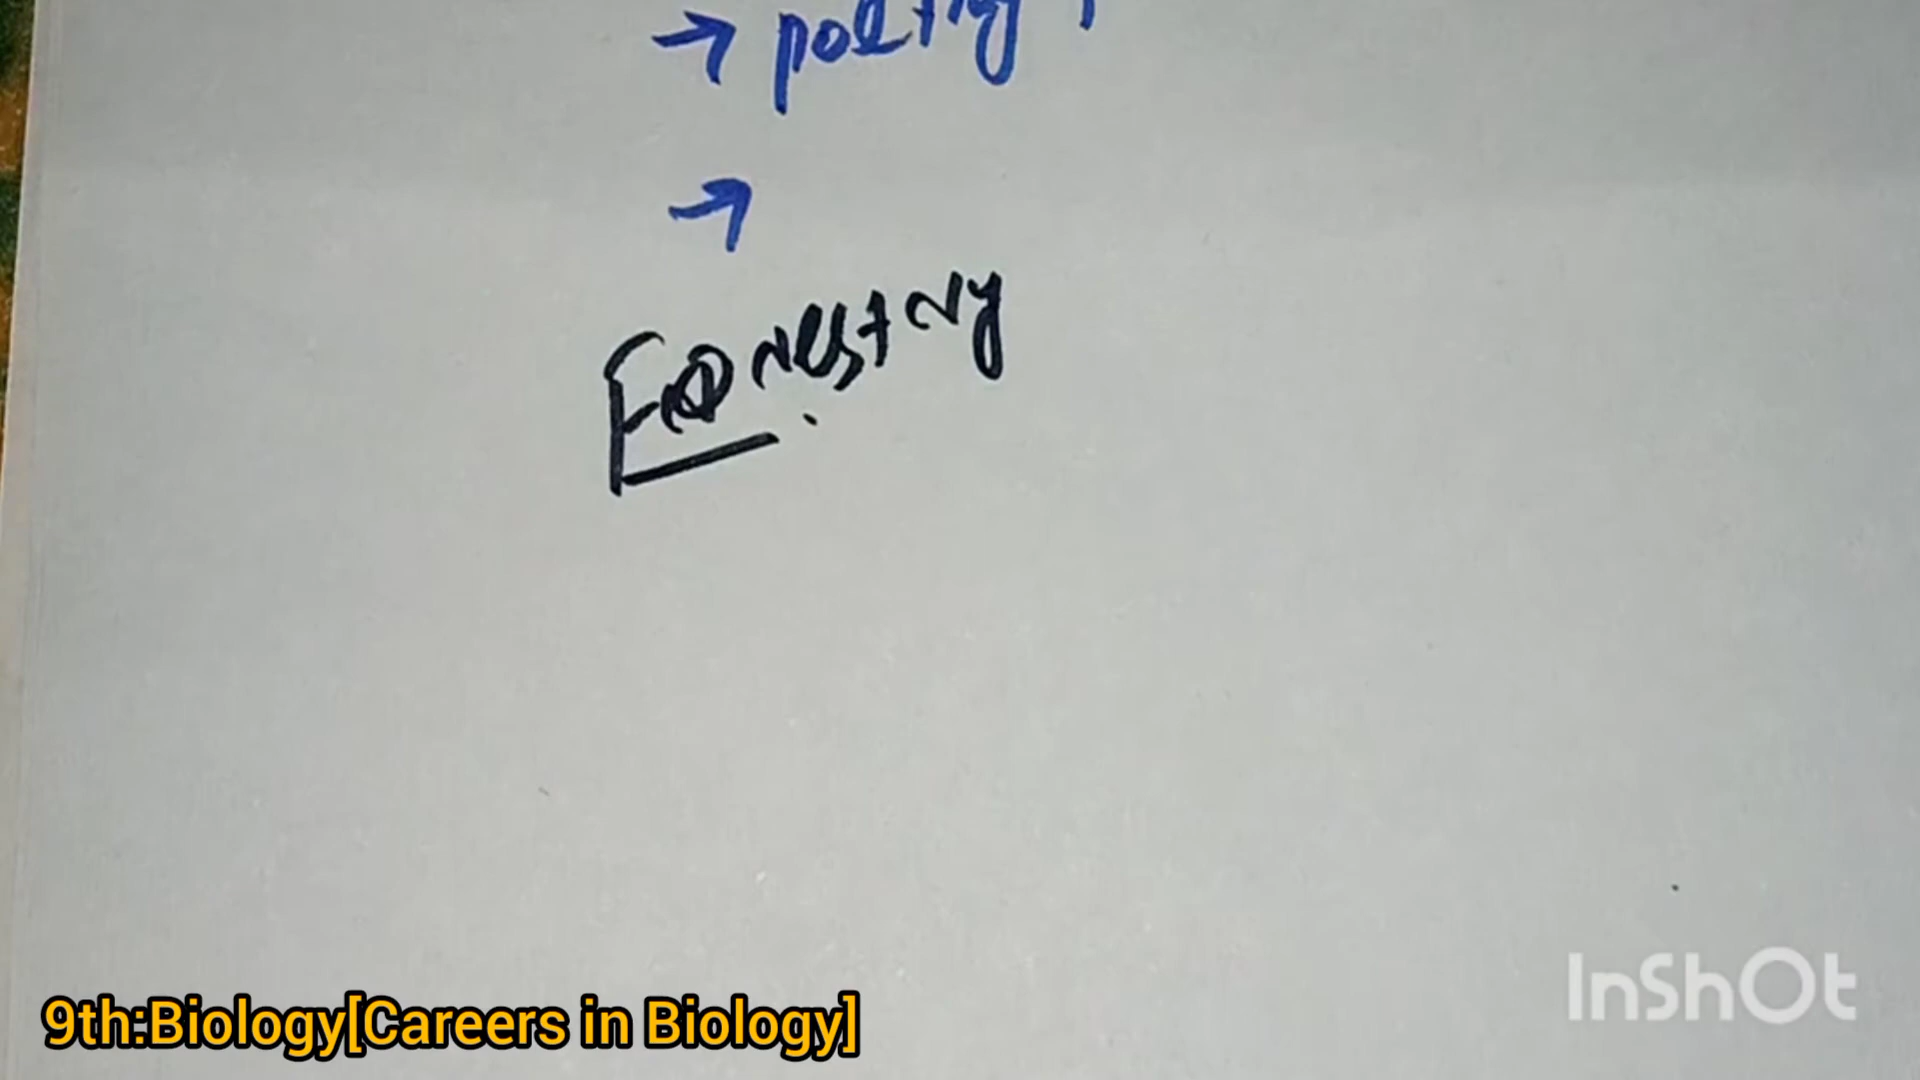 →
→
Forestry
9th:Biology[Careers in Biology]
InShOt